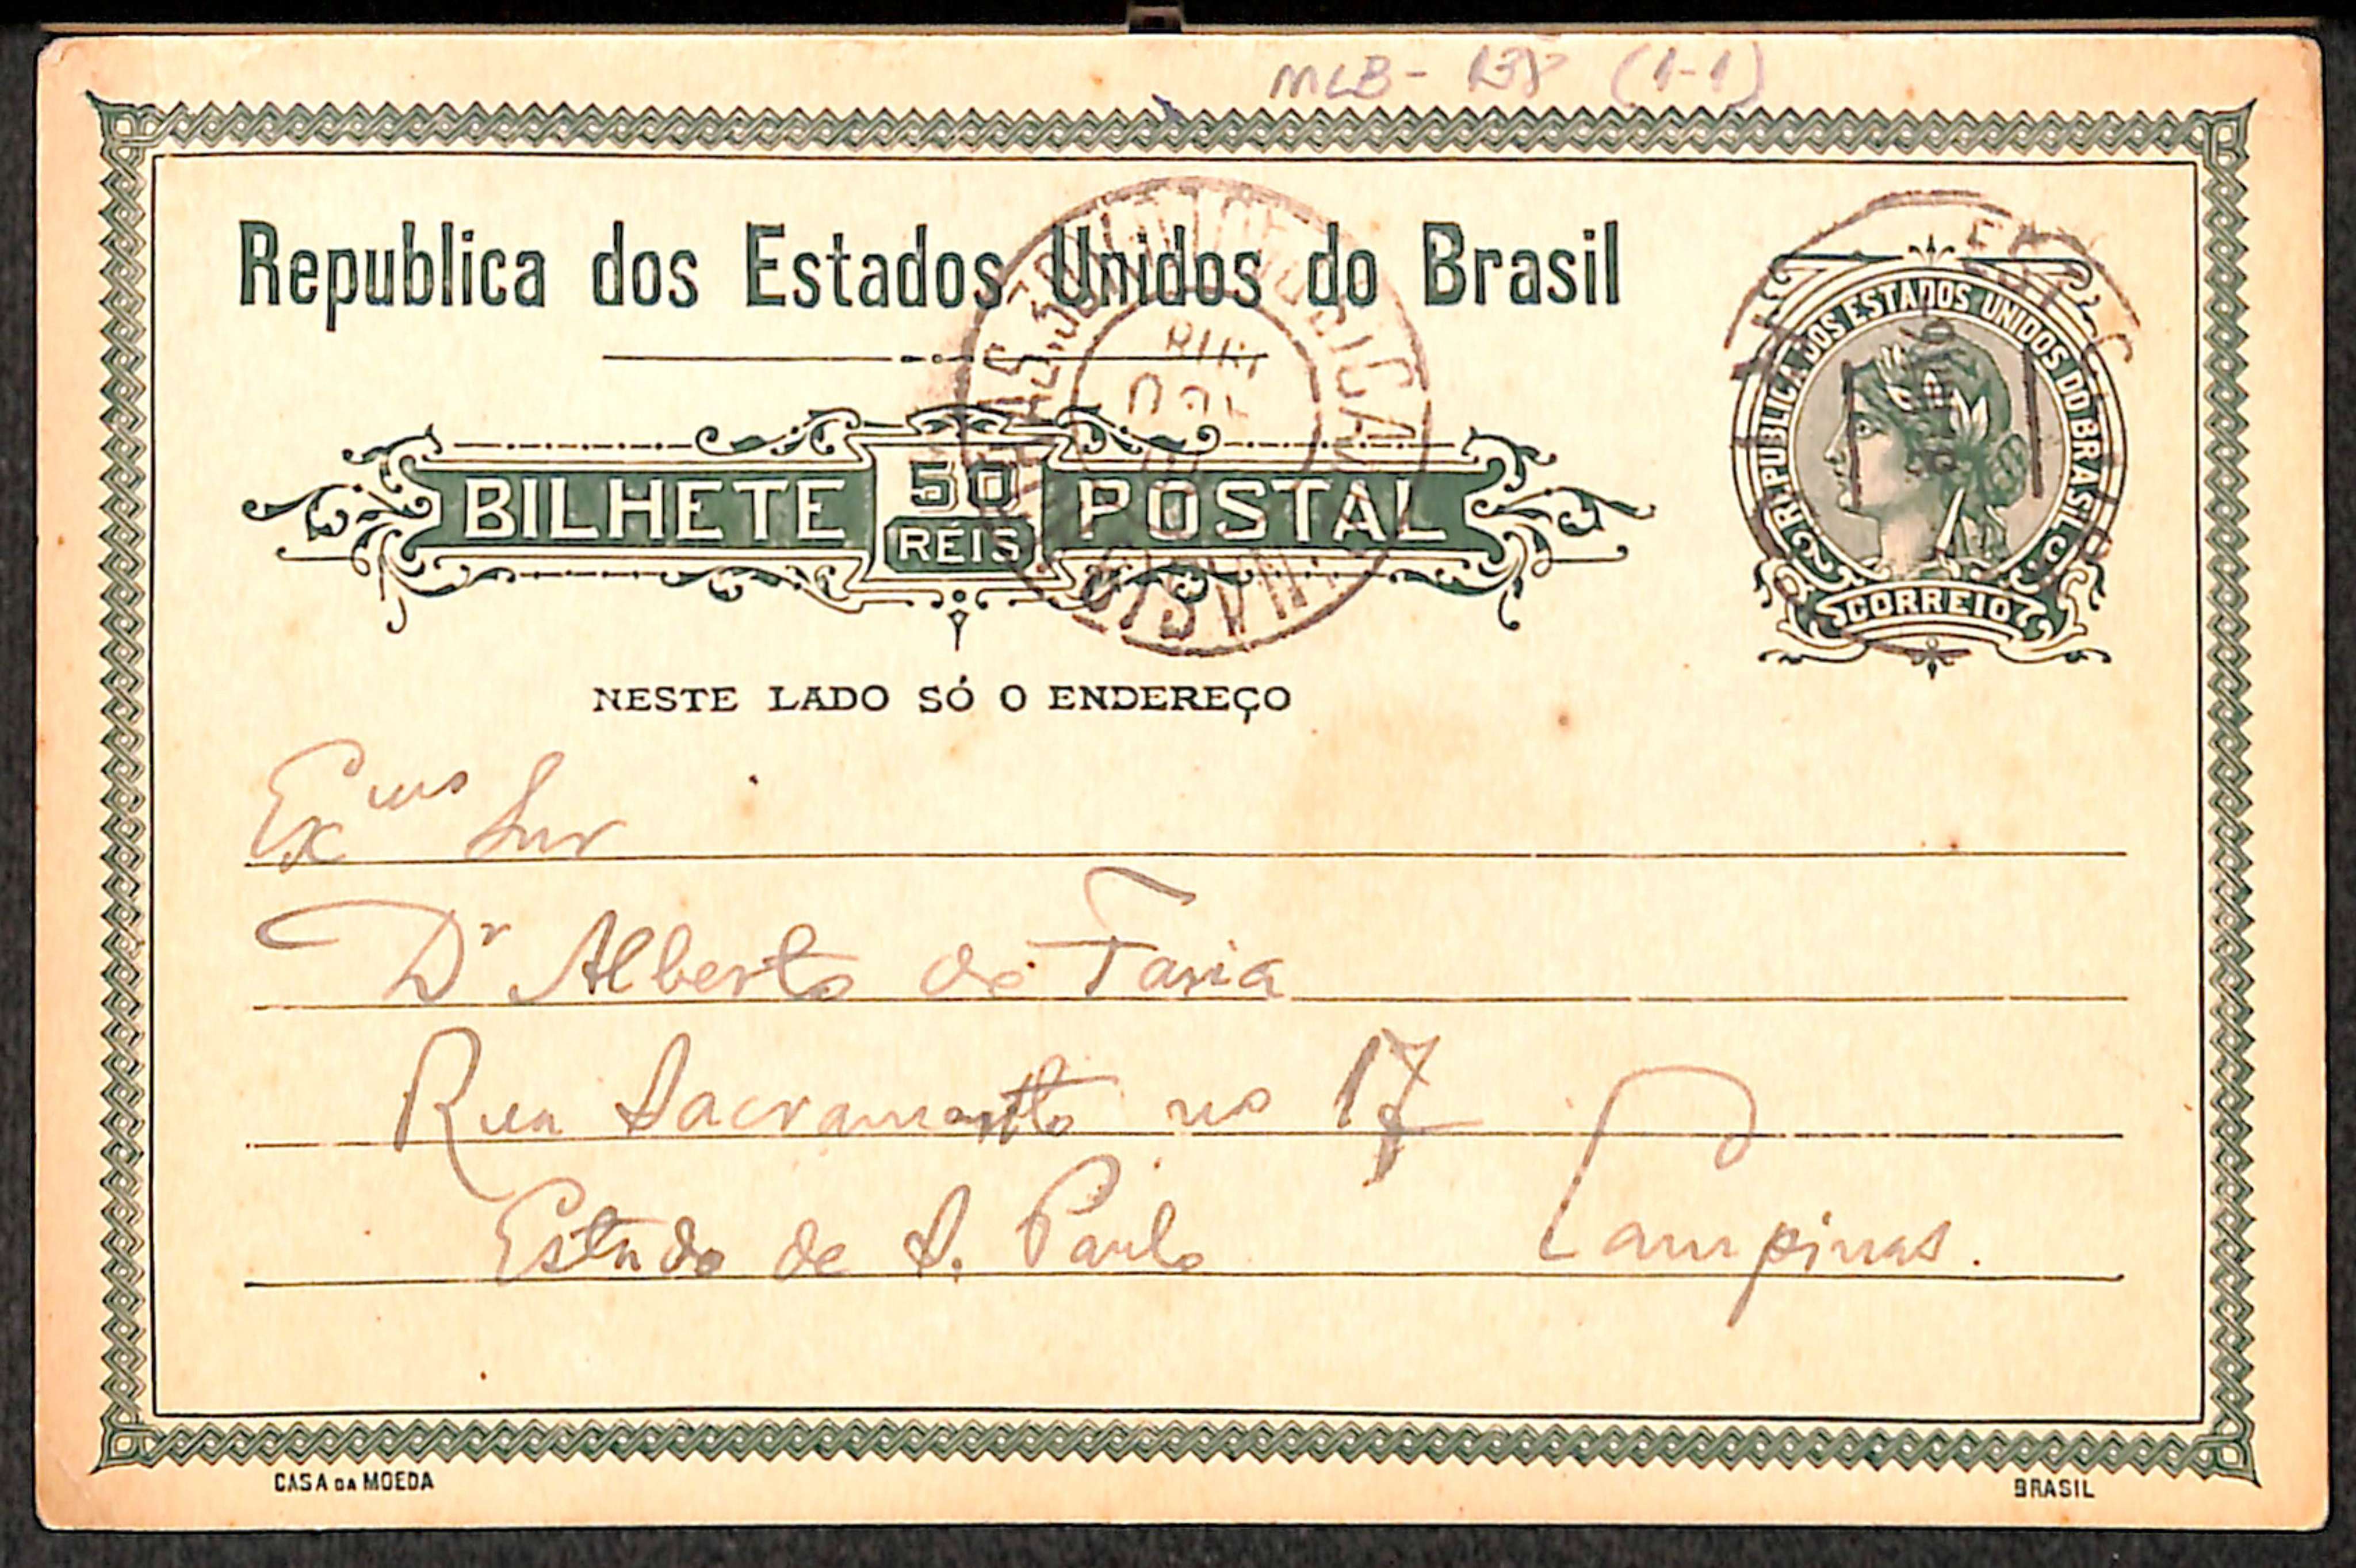 MLB- 138 (1-1)
Republica dos Estados Unidos do Brasil
REPUBLICA DOS ESTADOS UNIDOS DO BRASIL
CORREIO
BILHETE 50 REIS POSTAL
NESTE LADO SÓ O ENDEREÇO
Exmo Snr
Dr Alberto de Faria
Rua Sacramento no 17
Estado de S. Paulo Campinas.
CASA DA MOEDA
BRASIL